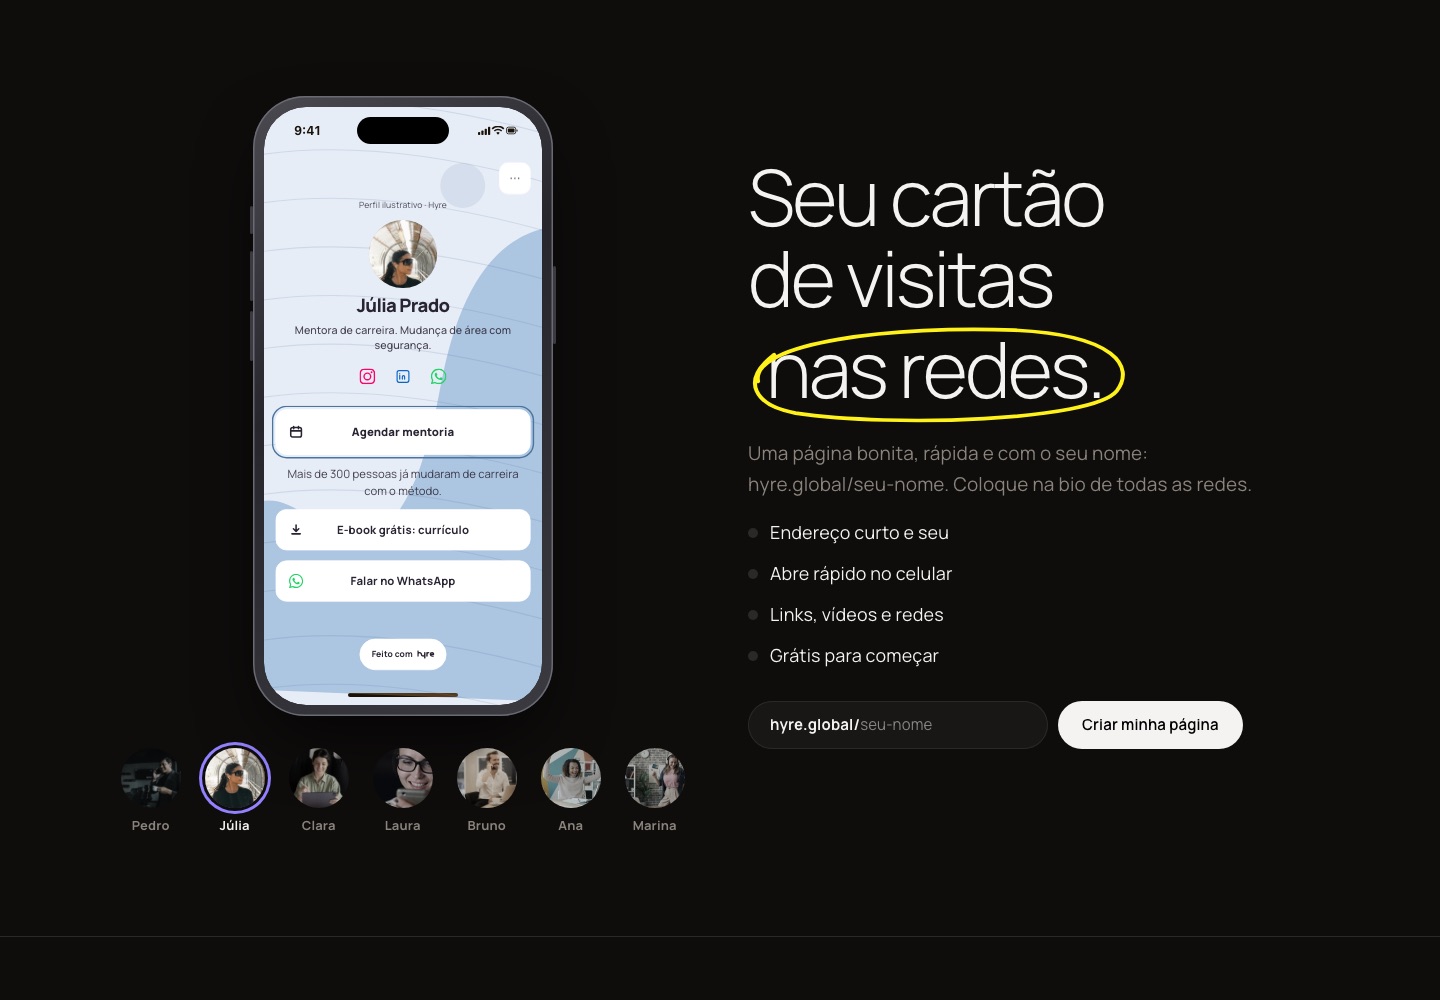 9:41
Perfil ilustrativo · Hyre
Júlia Prado
Mentora de carreira. Mudança de área com
segurança.
Agendar mentoria
Mais de 300 pessoas já mudaram de carreira
com o método.
E-book grátis: currículo
Falar no WhatsApp
Feito com hyre
Pedro
Júlia
Clara
Laura
Bruno
Ana
Marina
Seu cartão
de visitas
nas redes.
Uma página bonita, rápida e com o seu nome:
hyre.global/seu-nome. Coloque na bio de todas as redes.
Endereço curto e seu
Abre rápido no celular
Links, vídeos e redes
Grátis para começar
hyre.global/seu-nome
Criar minha página